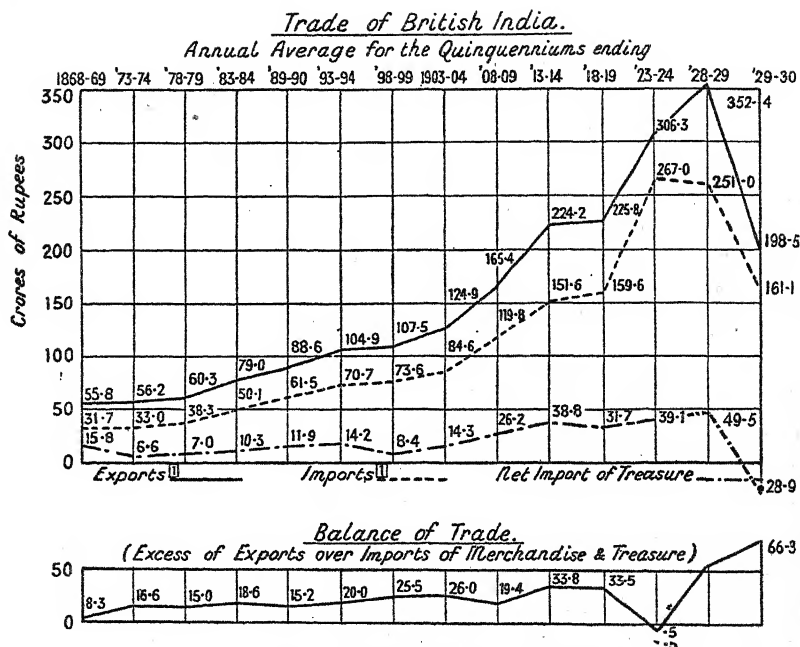 Trade of British India.
Annual Average for the Quinquenniums ending
1868-69 '73-74 '78-79 '83-84 '89-90 '93-94 '98-99 1903-04 '08-09 '13-14 '18-19 '23-24 '28-29 '29-30
Crores of Rupees
350
300
250
200
150
100
50
0
55.8 56.2 60.3 79.0 88.6 104.9 107.5 124.9 165.4 224.2 225.8 306.3 352.4 198.5
31.7 33.0 38.3 50.1 61.5 70.7 73.6 84.6 119.8 151.6 159.6 267.0 251.0 161.1
15.8 6.6 7.0 10.3 11.9 14.2 8.4 14.3 26.2 38.8 31.7 39.1 49.5 28.9
Exports [1] Imports [1] Net Import of Treasure
Balance of Trade.
(Excess of Exports over Imports of Merchandise & Treasure)
50
0
8.3 16.6 15.0 18.6 15.2 20.0 25.5 26.0 19.4 33.8 33.5 .5 66.3